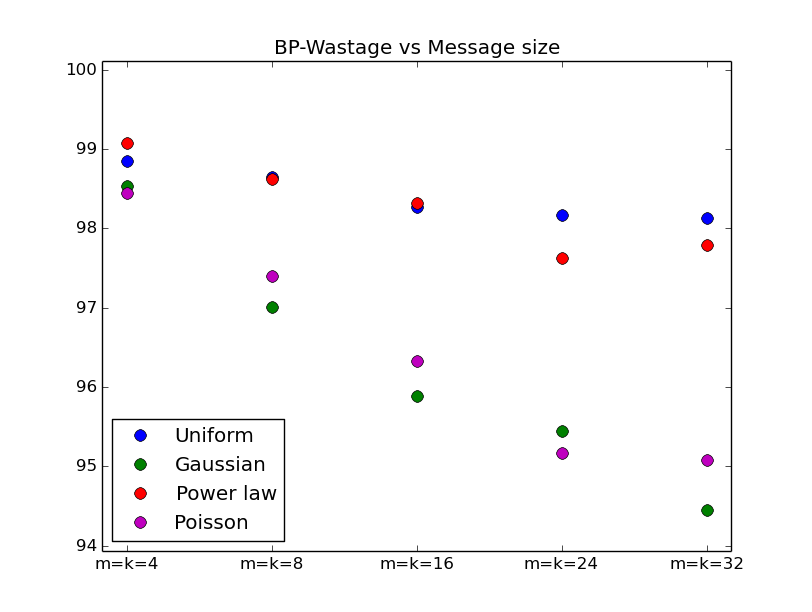 BP-Wastage vs Message size
100
99
98
97
96
95
94
Uniform
Gaussian
Power law
Poisson
m=k=4 m=k=8 m=k=16 m=k=24 m=k=32